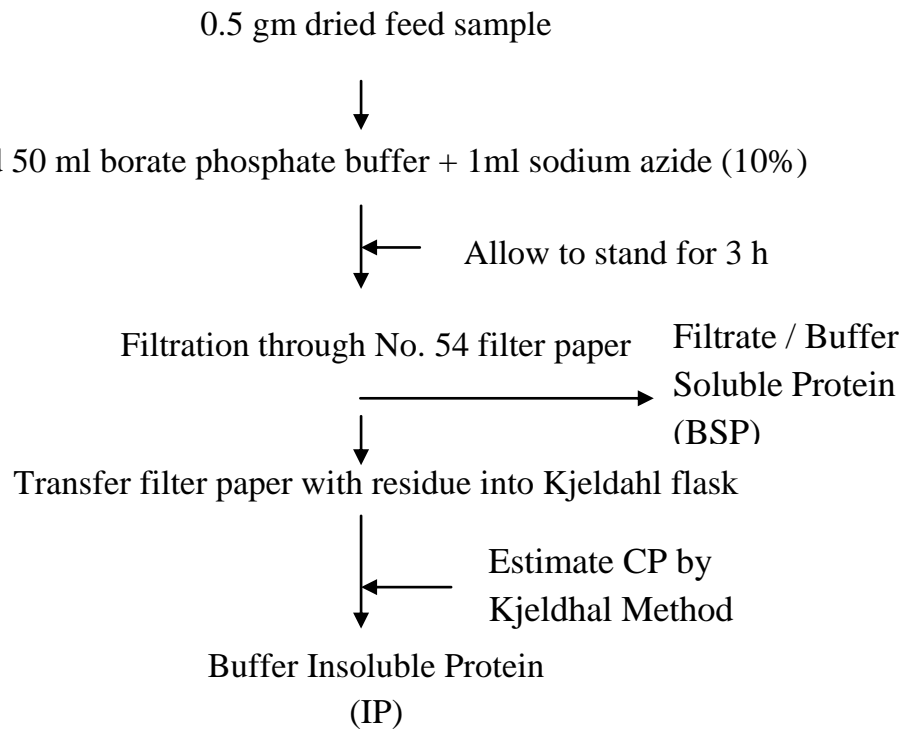 0.5 gm dried feed sample
50 ml borate phosphate buffer + 1ml sodium azide (10%)
Allow to stand for 3 h
Filtration through No. 54 filter paper
Filtrate / Buffer
Soluble Protein
(BSP)
Transfer filter paper with residue into Kjeldahl flask
Estimate CP by
Kjeldhal Method
Buffer Insoluble Protein
(IP)